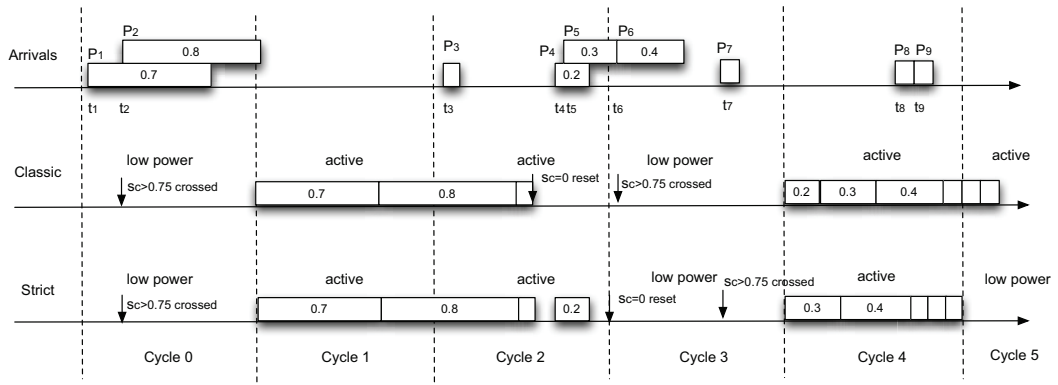 P2
P5
P6
0.8
P1
P3
P4
0.3
0.4
P7
P8 P9
Arrivals
0.7
0.2
t1
t2
t3
t4 t5
t6
t7
t8 t9
low power
active
active
low power
active
active
Classic
sc>0.75 crossed
sc=0 reset
sc>0.75 crossed
0.7
0.8
0.2
0.3
0.4
low power
active
active
low power
active
low power
Strict
sc>0.75 crossed
sc=0 reset
sc>0.75 crossed
0.7
0.8
0.2
0.3
0.4
Cycle 0
Cycle 1
Cycle 2
Cycle 3
Cycle 4
Cycle 5